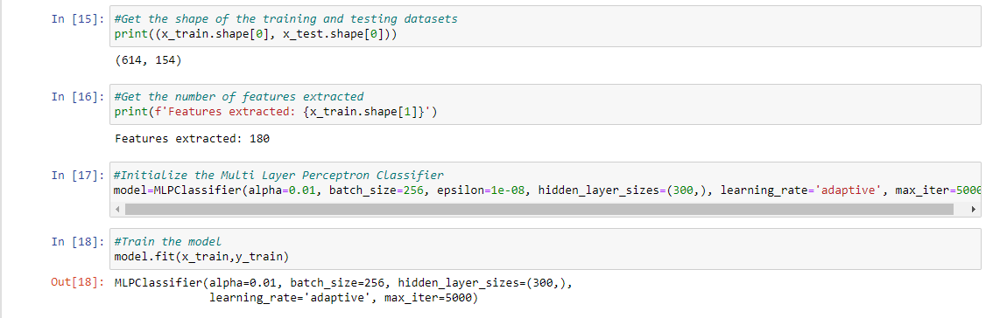 In [15]: #Get the shape of the training and testing datasets
print((x_train.shape[0], x_test.shape[0]))
(614, 154)
In [16]: #Get the number of features extracted
print(f'Features extracted: {x_train.shape[1]}')
Features extracted: 180
In [17]: #Initialize the Multi Layer Perceptron Classifier
model=MLPClassifier(alpha=0.01, batch_size=256, epsilon=1e-08, hidden_layer_sizes=(300,), learning_rate='adaptive', max_iter=5000
In [18]: #Train the model
model.fit(x_train,y_train)
Out[18]: MLPClassifier(alpha=0.01, batch_size=256, hidden_layer_sizes=(300,),
learning_rate='adaptive', max_iter=5000)